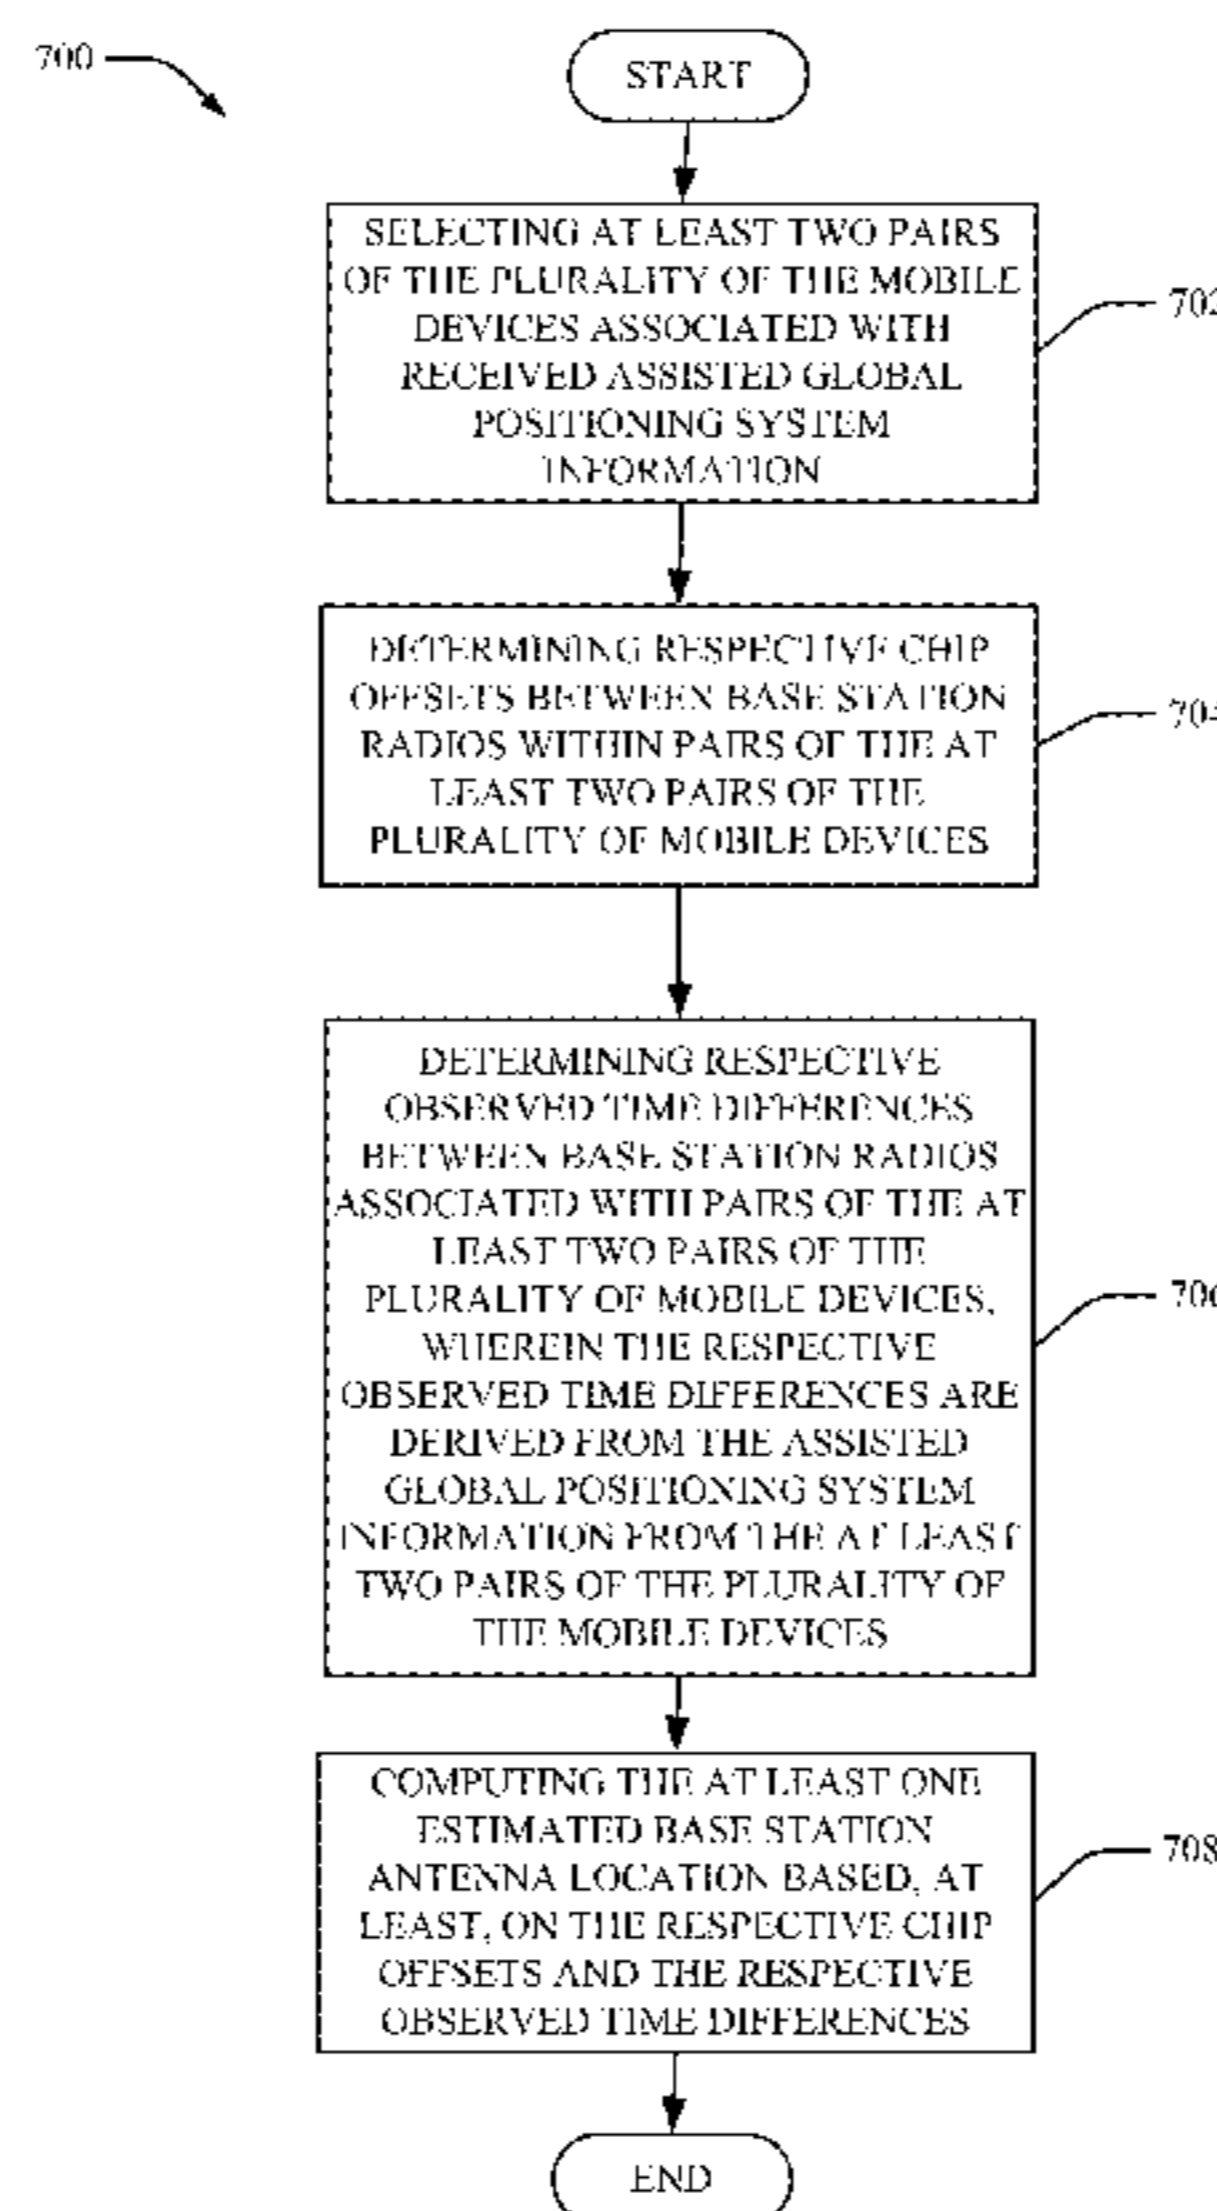 700
START
SELECTING AT LEAST TWO PAIRS
OF THE PLURALITY OF THE MOBILE
DEVICES ASSOCIATED WITH
RECEIVED ASSISTED GLOBAL
POSITIONING SYSTEM
INFORMATION
702
DETERMINING RESPECTIVE CHIP
OFFSETS BETWEEN BASE STATION
RADIOS WITHIN PAIRS OF THE AT
LEAST TWO PAIRS OF THE
PLURALITY OF MOBILE DEVICES
704
DETERMINING RESPECTIVE
OBSERVED TIME DIFFERENCES
BETWEEN BASE STATION RADIOS
ASSOCIATED WITH PAIRS OF THE AT
LEAST TWO PAIRS OF THE
PLURALITY OF MOBILE DEVICES,
WHEREIN THE RESPECTIVE
OBSERVED TIME DIFFERENCES ARE
DERIVED FROM THE ASSISTED
GLOBAL POSITIONING SYSTEM
INFORMATION FROM THE AT LEAST
TWO PAIRS OF THE PLURALITY OF
THE MOBILE DEVICES
706
COMPUTING THE AT LEAST ONE
ESTIMATED BASE STATION
ANTENNA LOCATION BASED, AT
LEAST, ON THE RESPECTIVE CHIP
OFFSETS AND THE RESPECTIVE
OBSERVED TIME DIFFERENCES
708
END